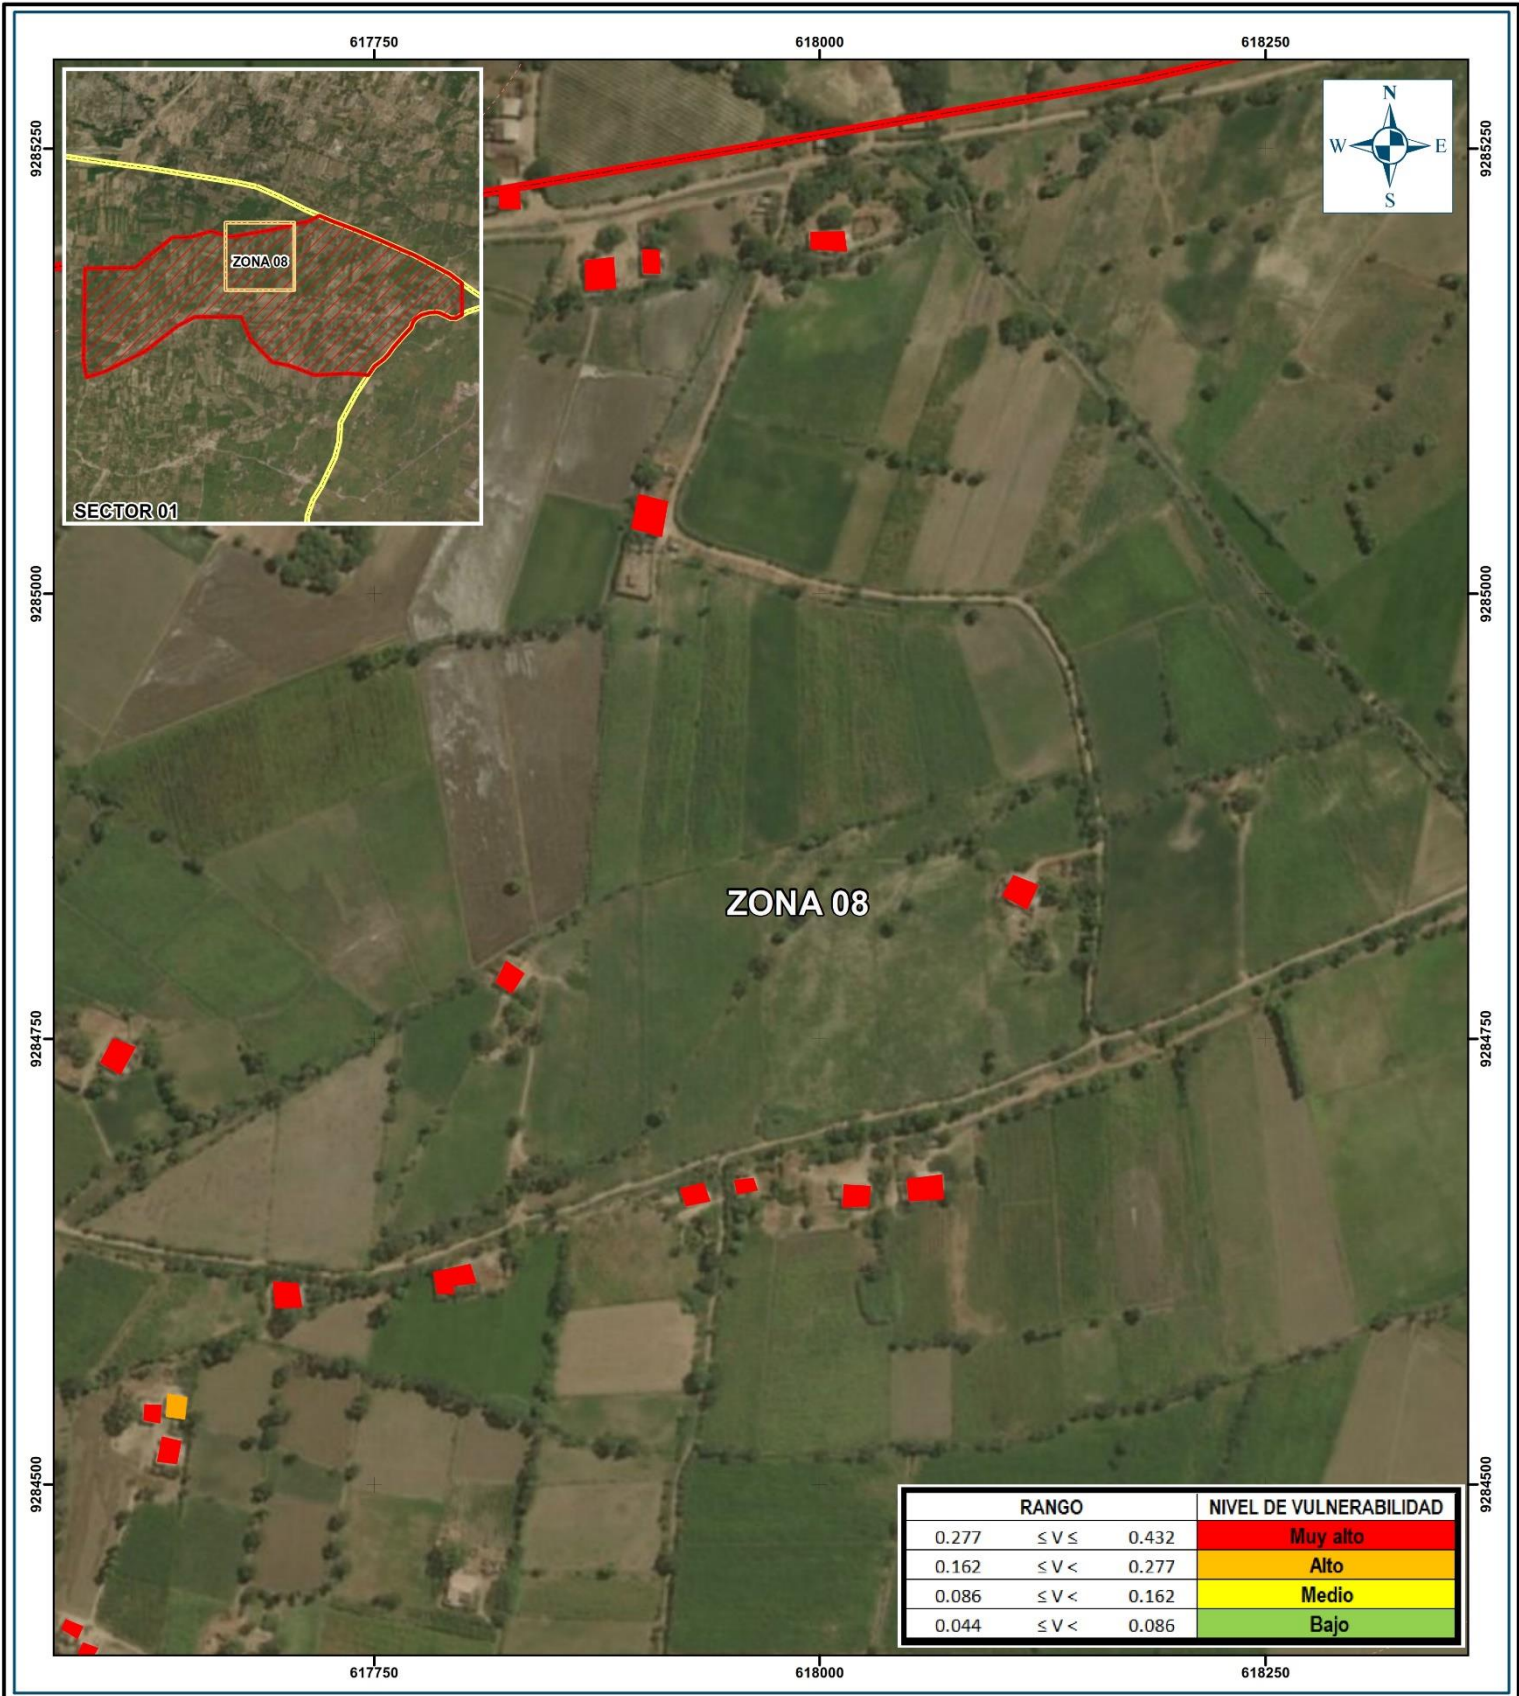 617750 618000 618250
N
W E
S
9285250 9285250
ZONA 08
SECTOR 01
9285000 9285000
ZONA 08
9284750 9284750
9284500 9284500
RANGO NIVEL DE VULNERABILIDAD
0.277 ≤ V ≤ 0.432 Muy alto
0.162 ≤ V < 0.277 Alto
0.086 ≤ V < 0.162 Medio
0.044 ≤ V < 0.086 Bajo
617750 618000 618250